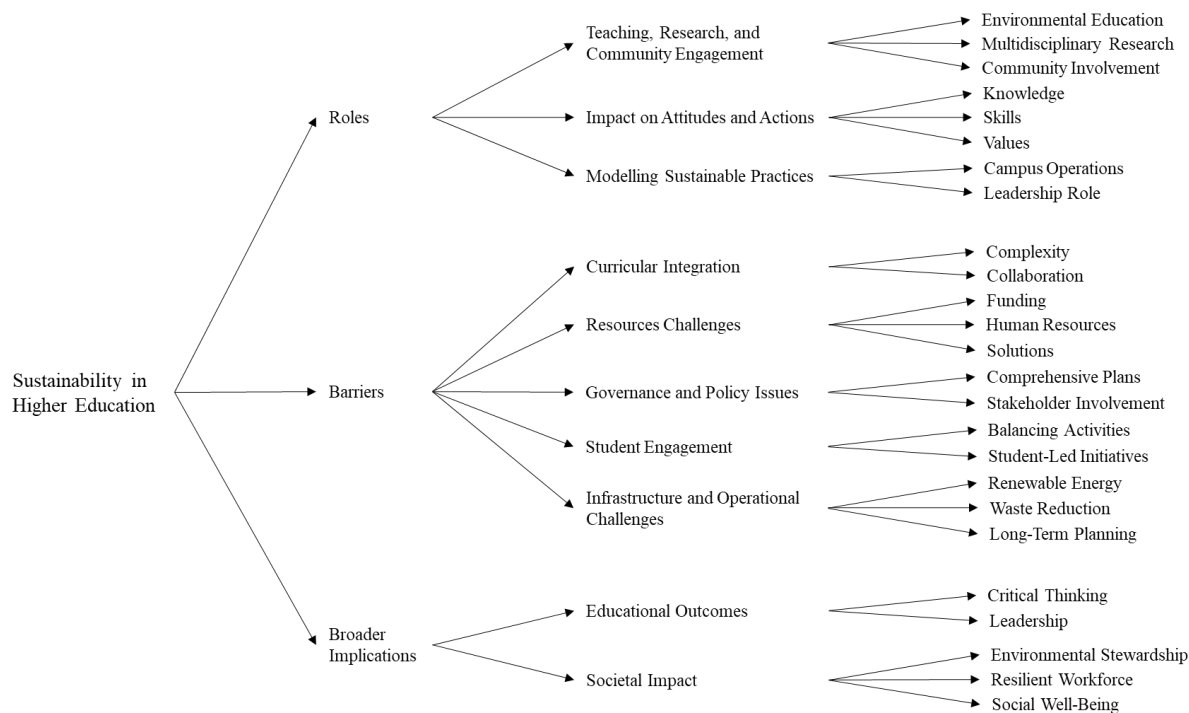 Teaching, Research, and
Community Engagement
Environmental Education
Multidisciplinary Research
Community Involvement
Roles
Impact on Attitudes and Actions
Knowledge
Skills
Values
Modelling Sustainable Practices
Campus Operations
Leadership Role
Sustainability in
Higher Education
Barriers
Curricular Integration
Complexity
Collaboration
Resources Challenges
Funding
Human Resources
Solutions
Governance and Policy Issues
Comprehensive Plans
Stakeholder Involvement
Student Engagement
Balancing Activities
Student-Led Initiatives
Infrastructure and Operational
Challenges
Renewable Energy
Waste Reduction
Long-Term Planning
Broader
Implications
Educational Outcomes
Critical Thinking
Leadership
Societal Impact
Environmental Stewardship
Resilient Workforce
Social Well-Being